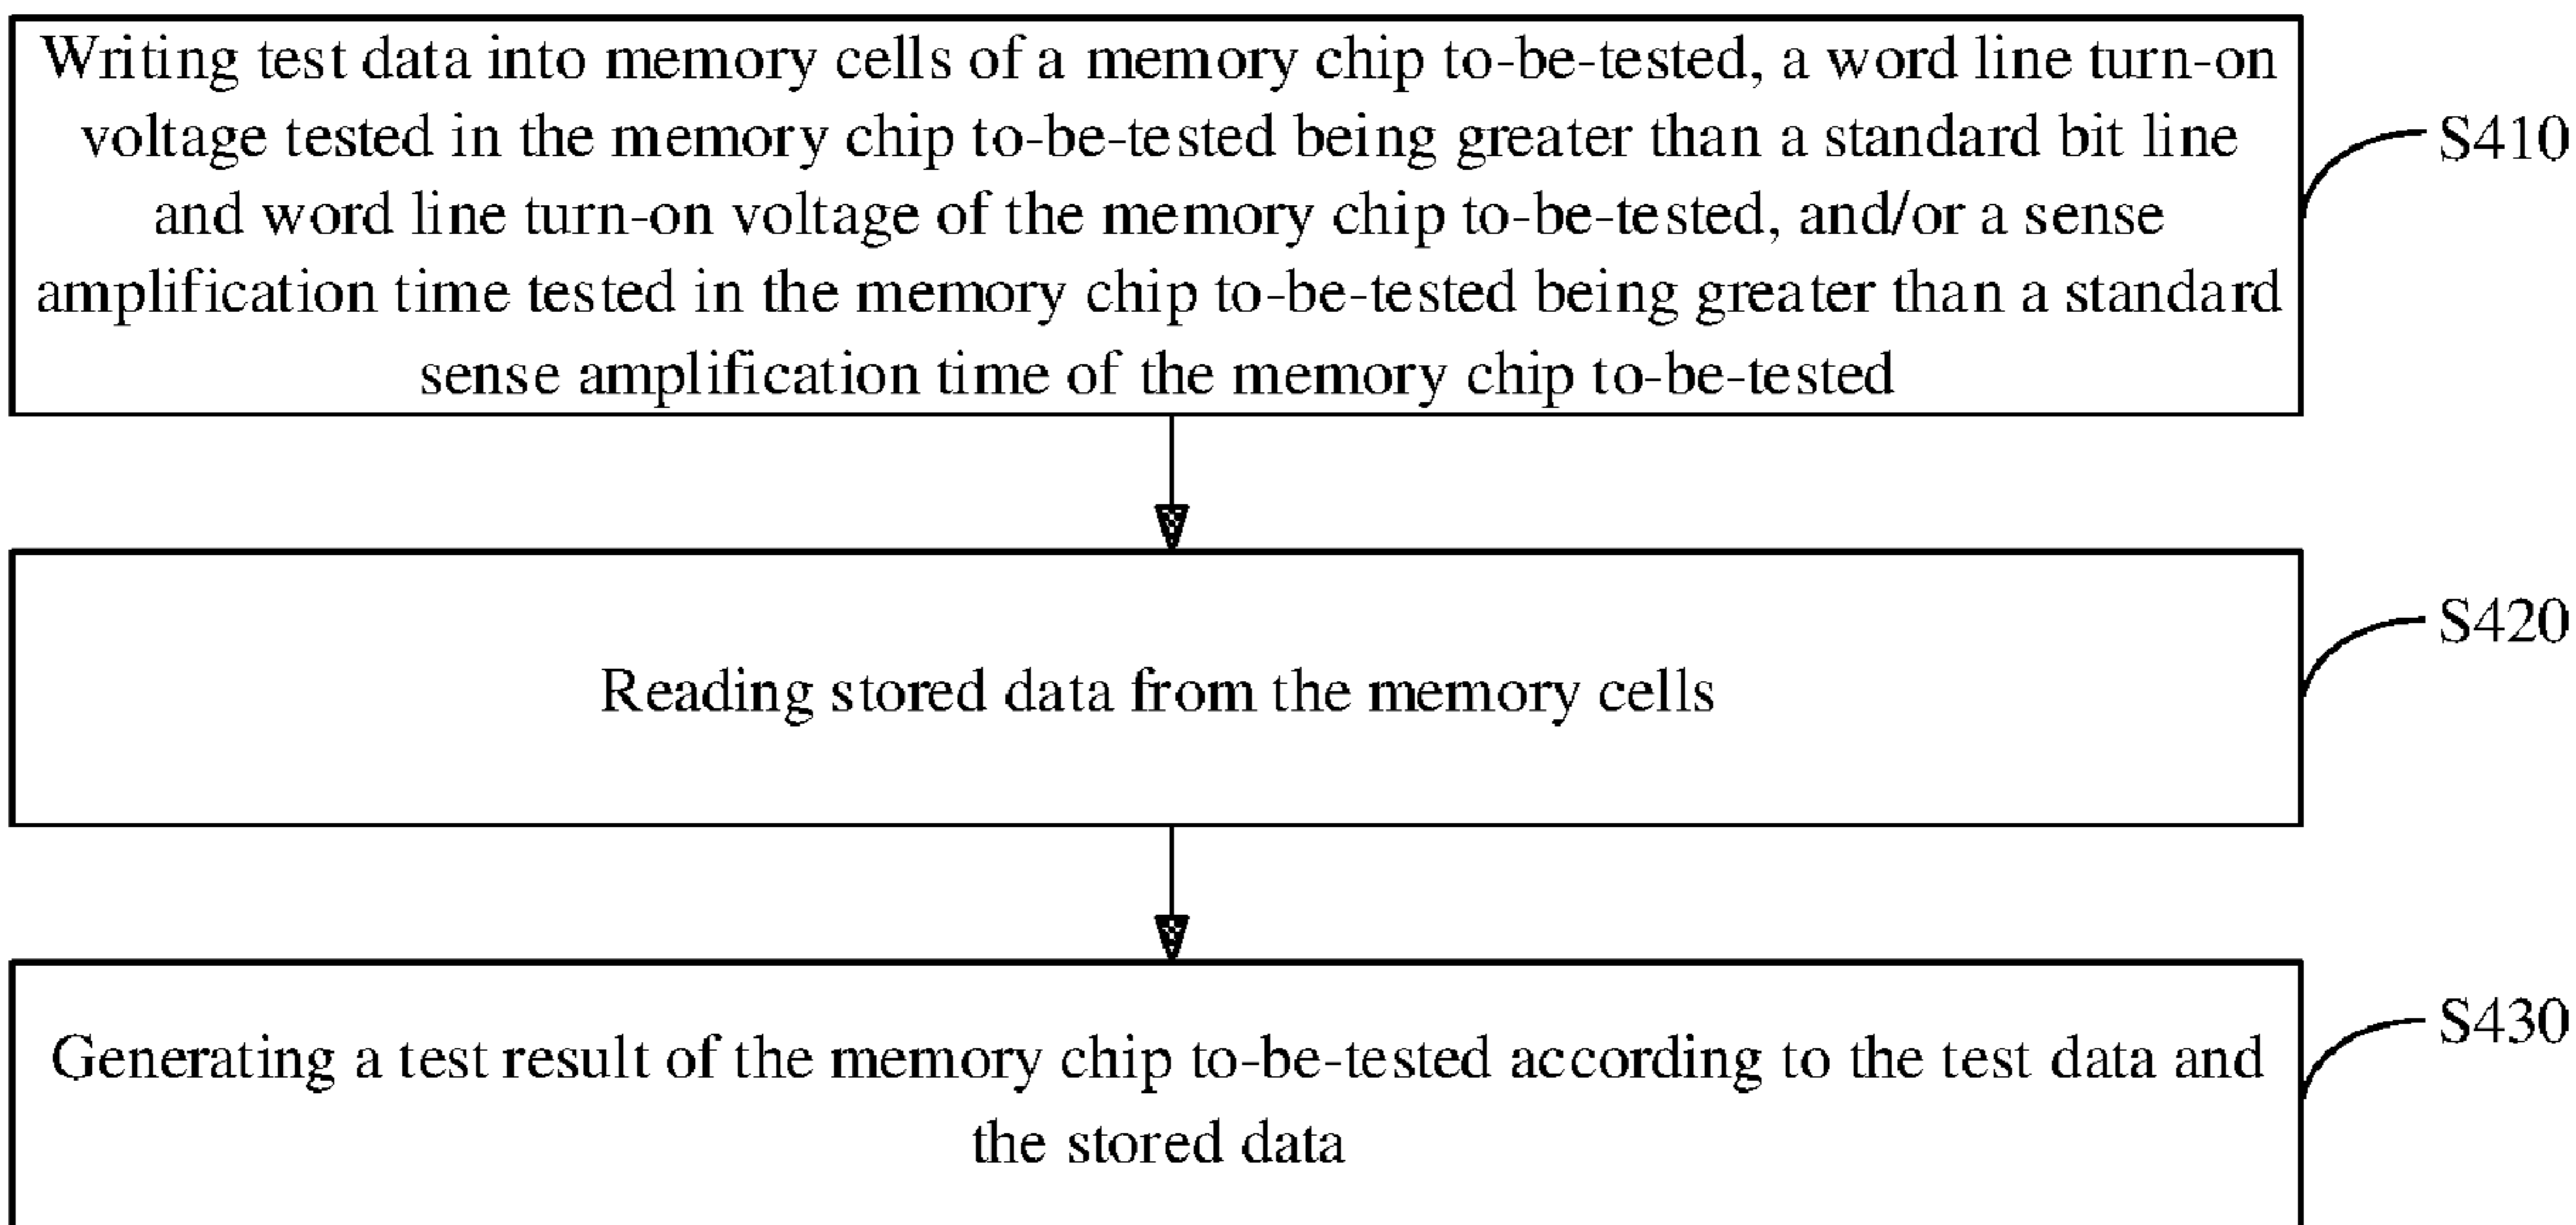 Writing test data into memory cells of a memory chip to-be-tested, a word line turn-on
voltage tested in the memory chip to-be-tested being greater than a standard bit line
and word line turn-on voltage of the memory chip to-be-tested, and/or a sense
amplification time tested in the memory chip to-be-tested being greater than a standard
sense amplification time of the memory chip to-be-tested
S410
Reading stored data from the memory cells
S420
Generating a test result of the memory chip to-be-tested according to the test data and
the stored data
S430